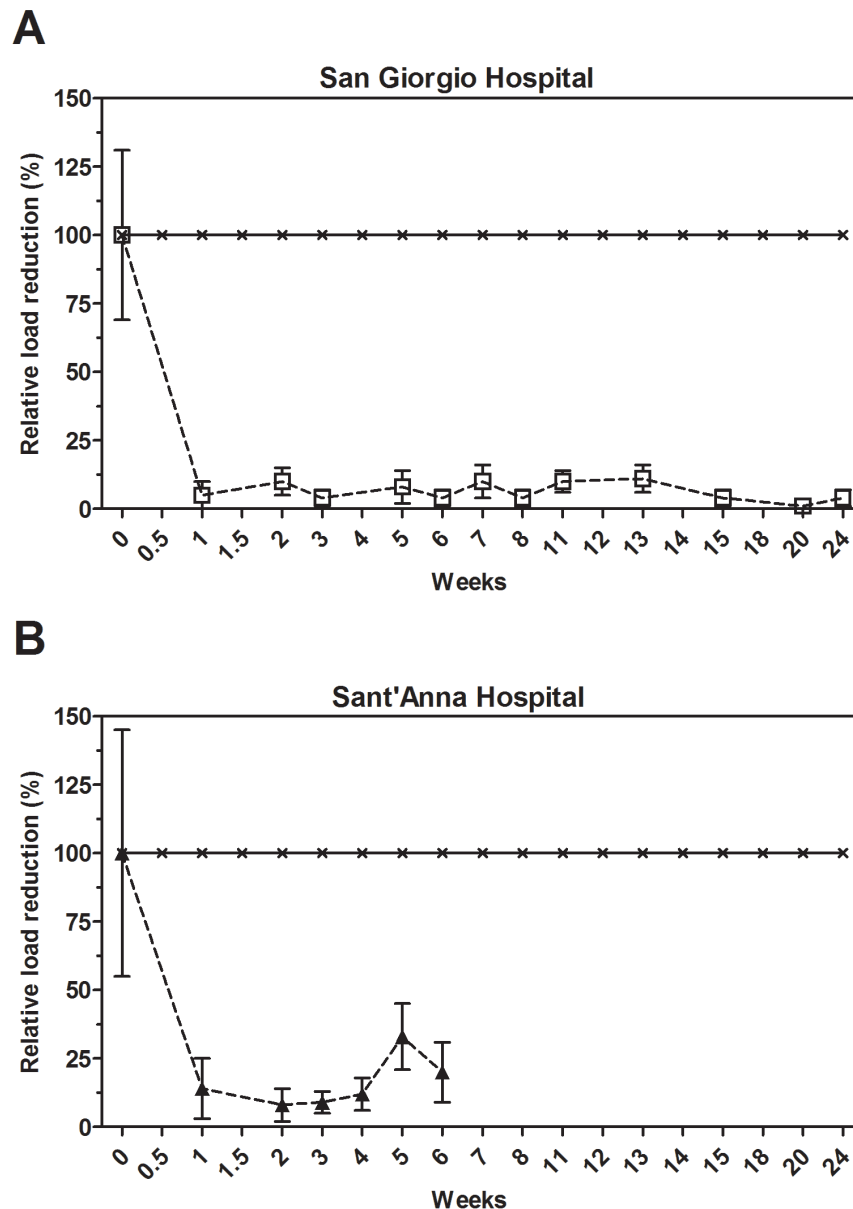 A
San Giorgio Hospital
Relative load reduction (%)
150
125
100
75
50
25
0
0 0.5 1 1.5 2 3 4 5 6 7 8 11 12 13 14 15 18 20 24
Weeks
B
Sant'Anna Hospital
Relative load reduction (%)
150
125
100
75
50
25
0
0 0.5 1 1.5 2 3 4 5 6 7 8 11 12 13 14 15 18 20 24
Weeks